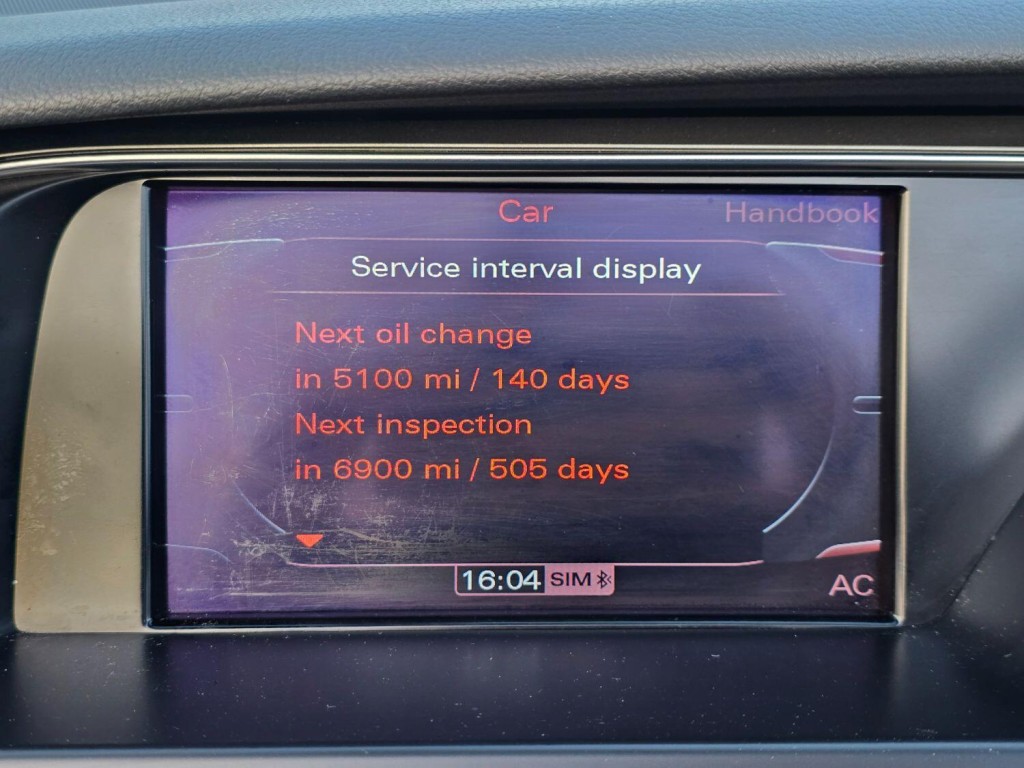 Car
Handbook
Service interval display
Next oil change
in 5100 mi / 140 days
Next inspection
in 6900 mi / 505 days
16:04 SIM
AC